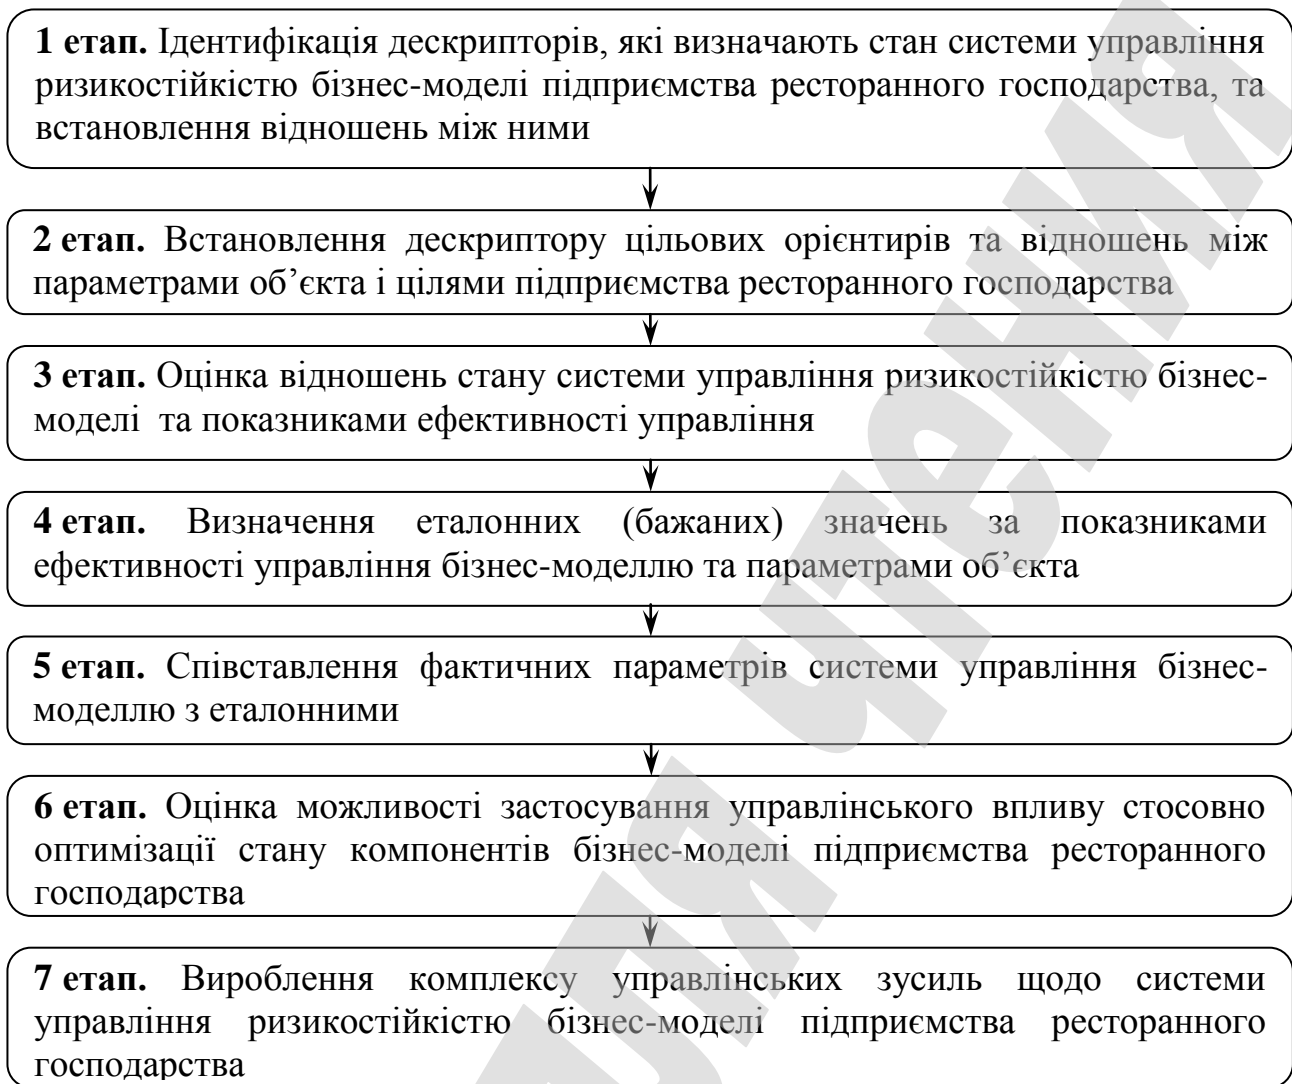 1 етап. Ідентифікація дескрипторів, які визначають стан системи управління
ризикостійкістю бізнес-моделі підприємства ресторанного господарства, та
встановлення відношень між ними
2 етап. Встановлення дескриптору цільових орієнтирів та відношень між
параметрами об’єкта і цілями підприємства ресторанного господарства
3 етап. Оцінка відношень стану системи управління ризикостійкістю бізнес-
моделі та показниками ефективності управління
4 етап. Визначення еталонних (бажаних) значень за показниками
ефективності управління бізнес-моделлю та параметрами об’єкта
5 етап. Співставлення фактичних параметрів системи управління бізнес-
моделлю з еталонними
6 етап. Оцінка можливості застосування управлінського впливу стосовно
оптимізації стану компонентів бізнес-моделі підприємства ресторанного
господарства
7 етап. Вироблення комплексу управлінських зусиль щодо системи
управління ризикостійкістю бізнес-моделі підприємства ресторанного
господарства
для чтения